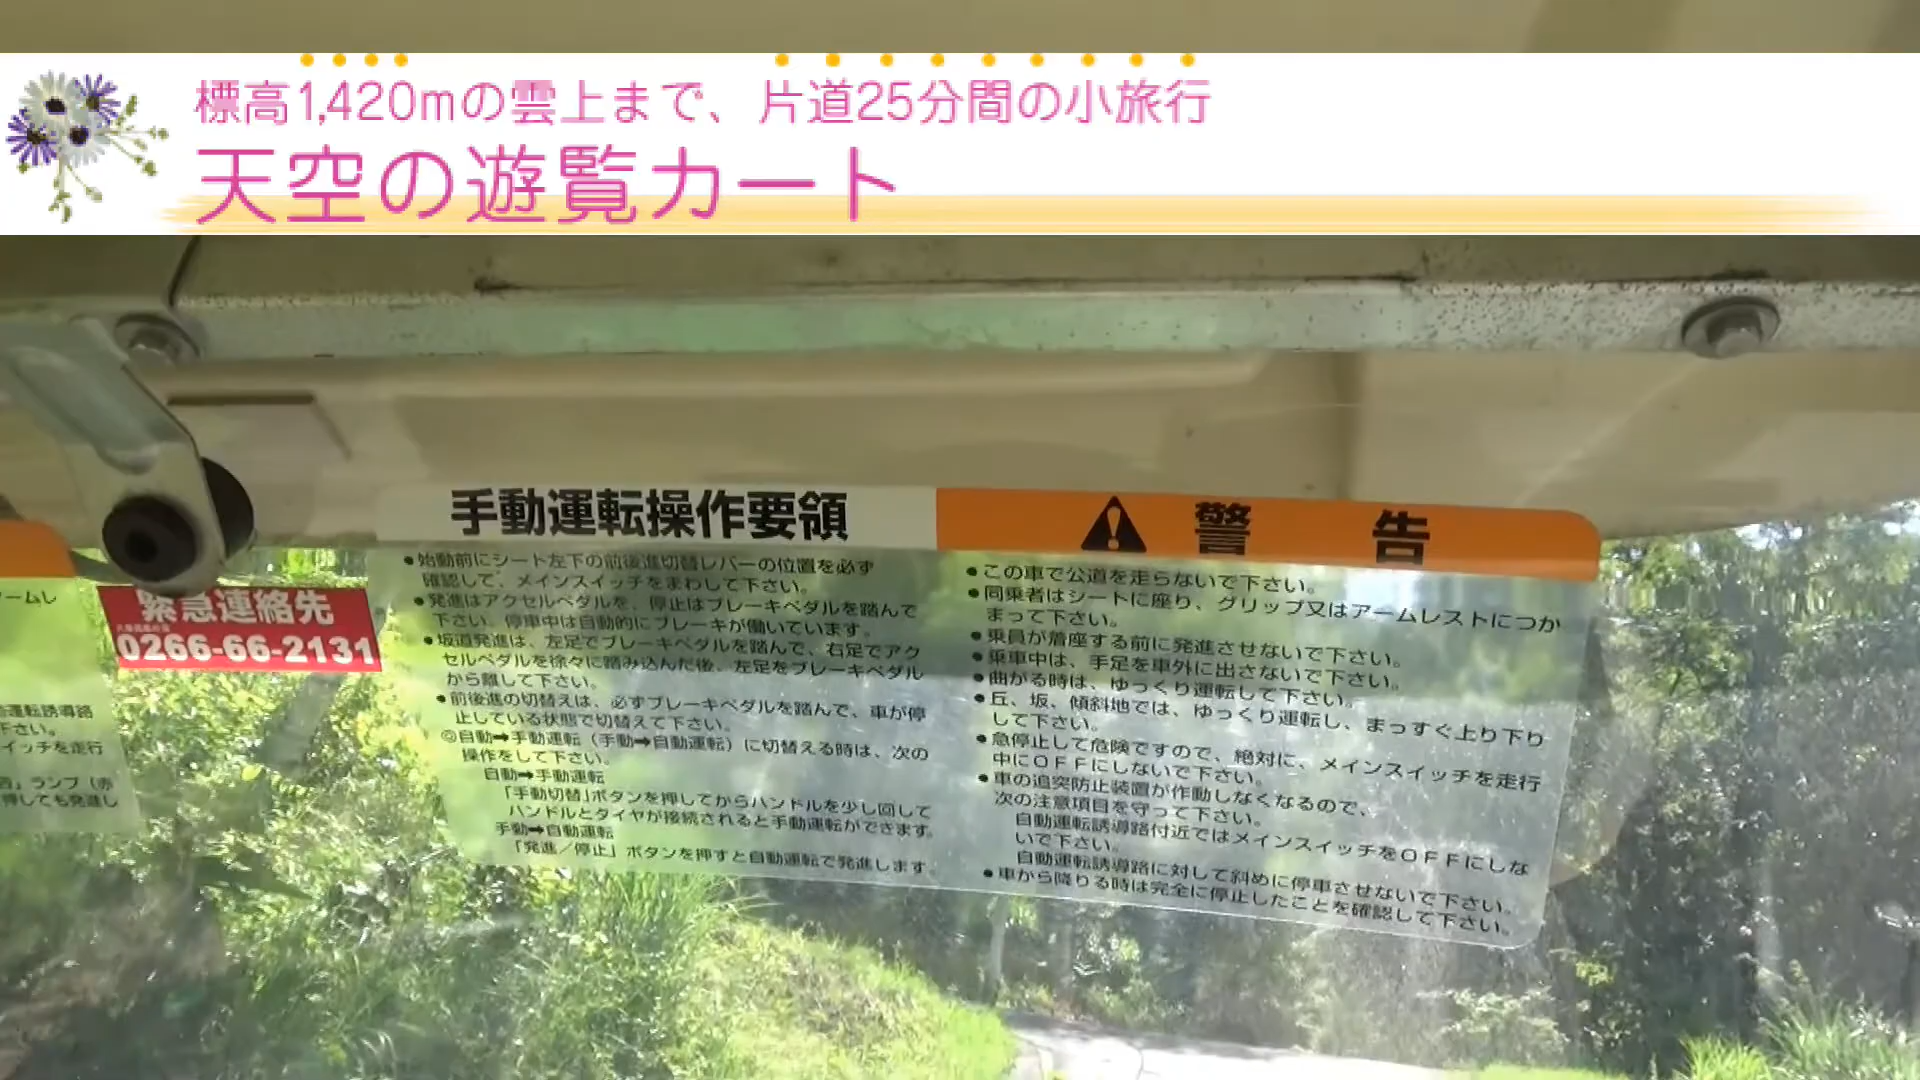 標高1,420mの雲上まで、片道25分間の小旅行
天空の遊覧カート
緊急連絡先
0266-66-2131
手動運転操作要領
●始動前にシート左下の前後進切替レバーの位置を必ず
確認して、メインスイッチをまわして下さい。
●発進はアクセルペダルを、停止はブレーキペダルを踏んで
下さい。停車中は自動的にブレーキが働いています。
●坂道発進は、左足でブレーキペダルを踏んで、右足でアク
セルペダルを徐々に踏み込んだ後、左足をブレーキペダル
から離して下さい。
●前後進の切替えは、必ずブレーキペダルを踏んで、車が停
止している状態で切替えて下さい。
◎自動➡手動運転（手動➡自動運転）に切替える時は、次の
操作をして下さい。
自動➡手動運転
「手動切替」ボタンを押してからハンドルを少し回して
ハンドルとタイヤが接続されると手動運転ができます。
手動➡自動運転
「発進／停止」ボタンを押すと自動運転で発進します。
警告
●この車で公道を走らないで下さい。
●同乗者はシートに座り、グリップ又はアームレストにつか
まって下さい。
●乗員が着座する前に発進させないで下さい。
●乗車中は、手足を車外に出さないで下さい。
●曲がる時は、ゆっくり運転して下さい。
●丘、坂、傾斜地では、ゆっくり運転し、まっすぐ上り下り
して下さい。
●急停止して危険ですので、絶対に、メインスイッチを走行
中にOFFにしないで下さい。
●車の追突防止装置が作動しなくなるので、
次の注意項目を守って下さい。
自動運転誘導路付近ではメインスイッチをOFFにしな
いで下さい。
自動運転誘導路に対して斜めに停車させないで下さい。
●車から降りる時は完全に停止したことを確認して下さい。
ームレ
運転誘導路
下さい。
イッチを走行
」ランプ（赤
押しても発進し